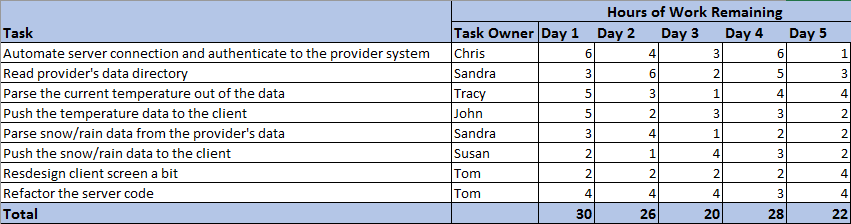 Hours of Work Remaining
Task Task Owner Day 1 Day 2 Day 3 Day 4 Day 5
Automate server connection and authenticate to the provider system Chris 6 4 3 6 1
Read provider's data directory Sandra 3 6 2 5 3
Parse the current temperature out of the data Tracy 5 3 1 4 4
Push the temperature data to the client John 5 2 3 3 2
Parse snow/rain data from the provider's data Sandra 3 4 1 2 2
Push the snow/rain data to the client Susan 2 1 4 3 2
Resdesign client screen a bit Tom 2 2 2 2 4
Refactor the server code Tom 4 4 4 3 4
Total 30 26 20 28 22